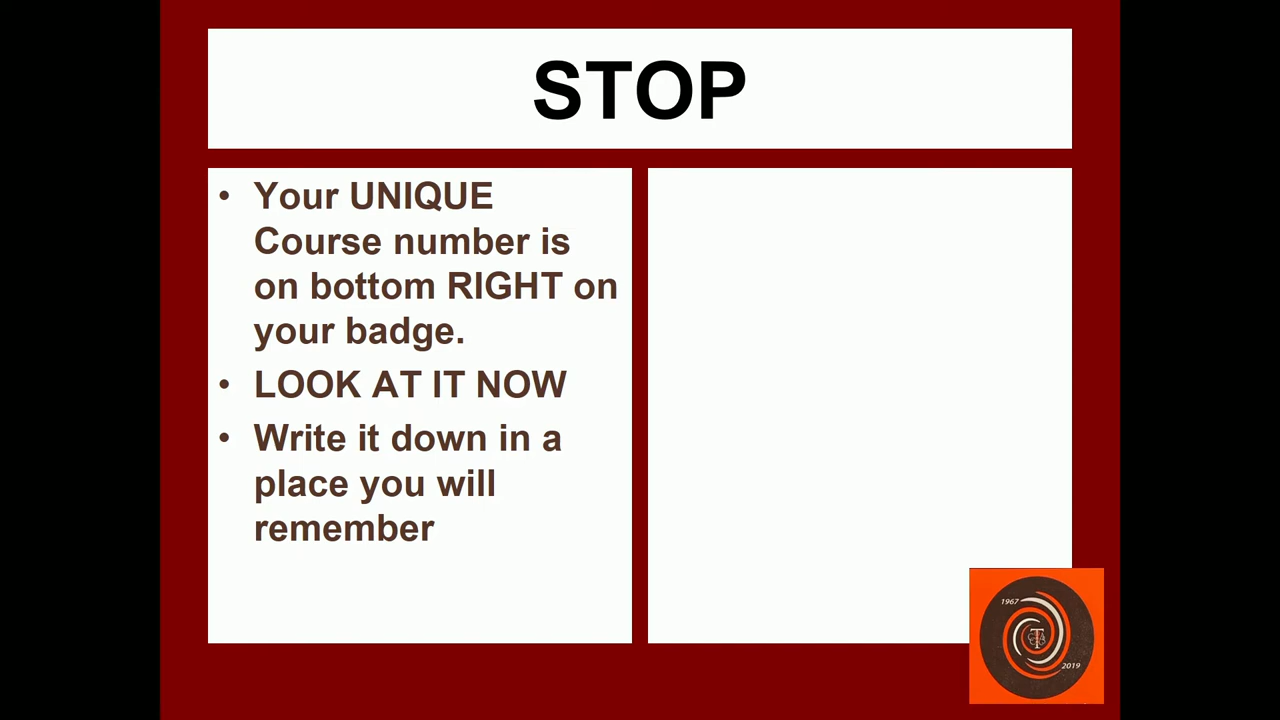 STOP
• Your UNIQUE
Course number is
on bottom RIGHT on
your badge.
• LOOK AT IT NOW
• Write it down in a
place you will
remember
1967
T
2019